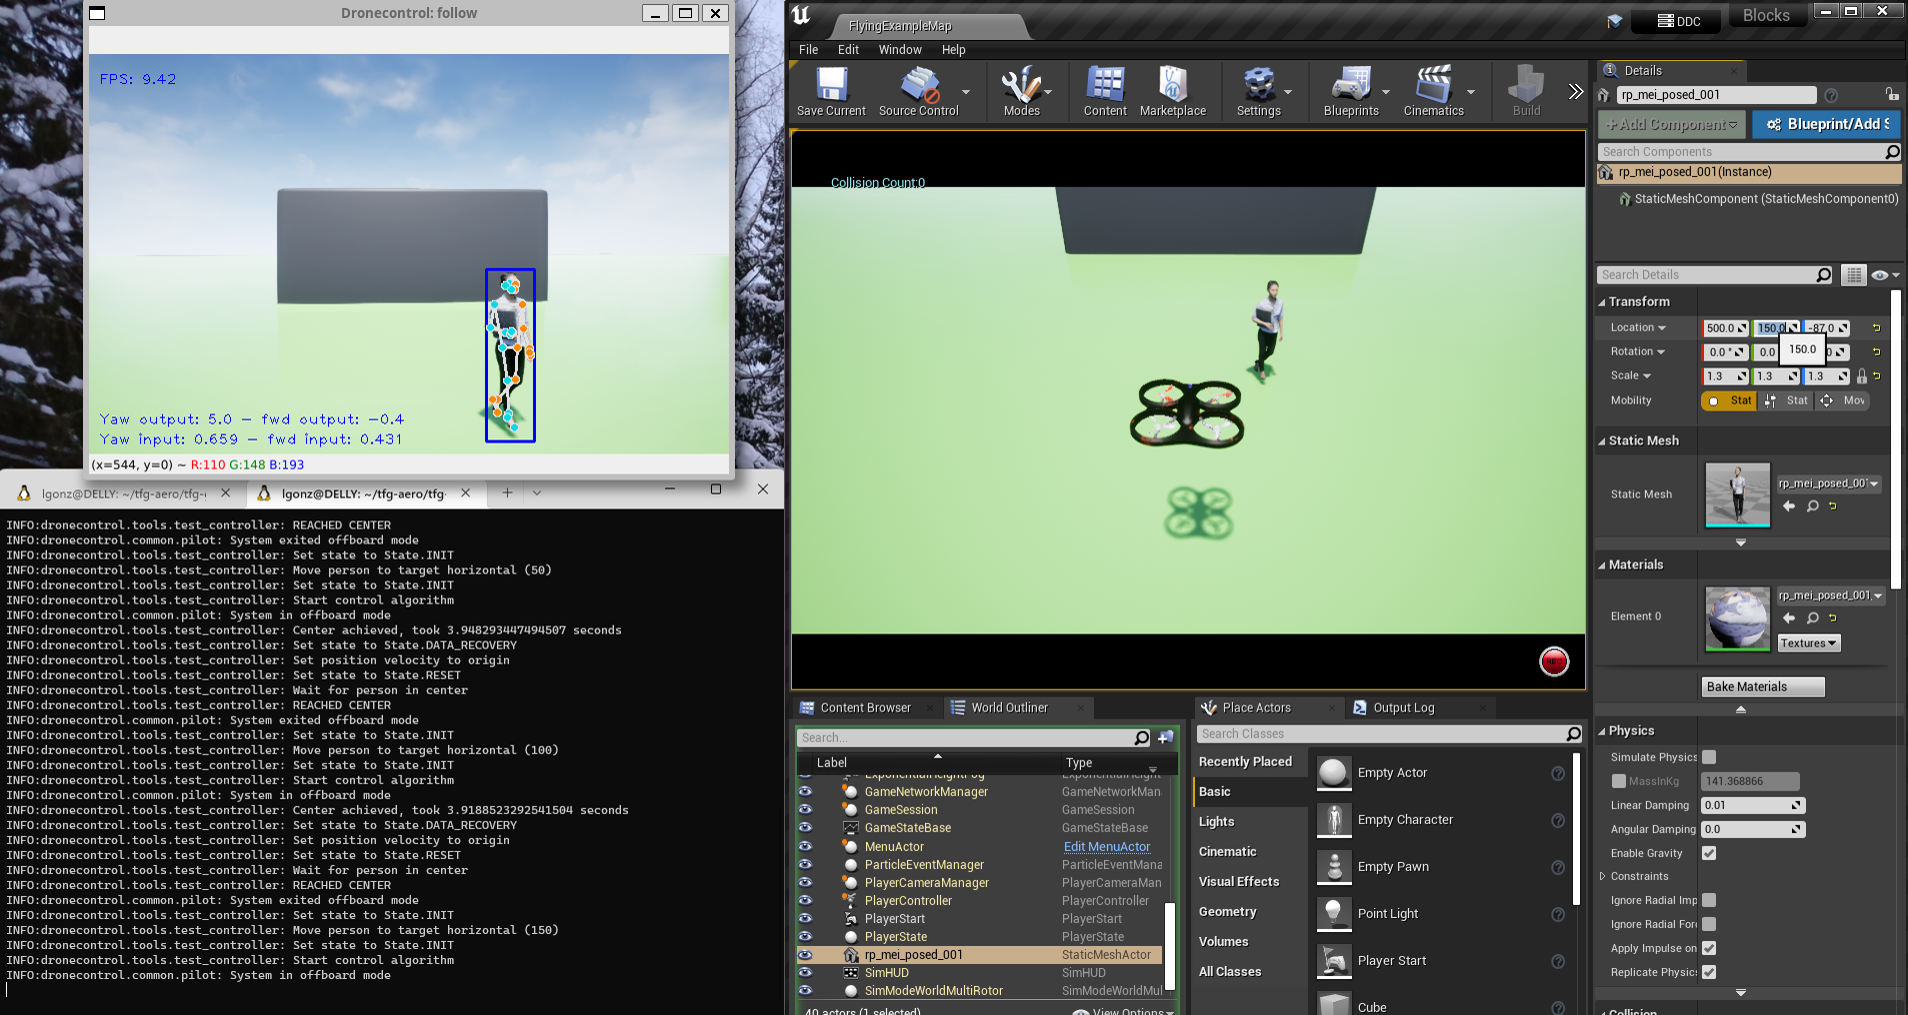 Dronecontrol: follow
FPS: 9.42
Yaw output: 5.0 - fwd output: -0.4
Yaw input: 0.659 - fwd input: 0.431
(x=544, y=0) ~ R:110 G:148 B:193
lgonz@DELLY: ~/tfg-aero/tfg-
lgonz@DELLY: ~/tfg-aero/tfg-
INFO:dronecontrol.tools.test_controller: REACHED CENTER
INFO:dronecontrol.common.pilot: System exited offboard mode
INFO:dronecontrol.tools.test_controller: Set state to State.INIT
INFO:dronecontrol.tools.test_controller: Move person to target horizontal (50)
INFO:dronecontrol.tools.test_controller: Set state to State.INIT
INFO:dronecontrol.tools.test_controller: Start control algorithm
INFO:dronecontrol.common.pilot: System in offboard mode
INFO:dronecontrol.tools.test_controller: Center achieved, took 3.948293447494507 seconds
INFO:dronecontrol.tools.test_controller: Set state to State.DATA_RECOVERY
INFO:dronecontrol.tools.test_controller: Set position velocity to origin
INFO:dronecontrol.tools.test_controller: Set state to State.RESET
INFO:dronecontrol.tools.test_controller: Wait for person in center
INFO:dronecontrol.tools.test_controller: REACHED CENTER
INFO:dronecontrol.common.pilot: System exited offboard mode
INFO:dronecontrol.tools.test_controller: Set state to State.INIT
INFO:dronecontrol.tools.test_controller: Move person to target horizontal (100)
INFO:dronecontrol.tools.test_controller: Set state to State.INIT
INFO:dronecontrol.tools.test_controller: Start control algorithm
INFO:dronecontrol.common.pilot: System in offboard mode
INFO:dronecontrol.tools.test_controller: Center achieved, took 3.9188523292541504 seconds
INFO:dronecontrol.tools.test_controller: Set state to State.DATA_RECOVERY
INFO:dronecontrol.tools.test_controller: Set position velocity to origin
INFO:dronecontrol.tools.test_controller: Set state to State.RESET
INFO:dronecontrol.tools.test_controller: Wait for person in center
INFO:dronecontrol.tools.test_controller: REACHED CENTER
INFO:dronecontrol.common.pilot: System exited offboard mode
INFO:dronecontrol.tools.test_controller: Set state to State.INIT
INFO:dronecontrol.tools.test_controller: Move person to target horizontal (150)
INFO:dronecontrol.tools.test_controller: Set state to State.INIT
INFO:dronecontrol.tools.test_controller: Start control algorithm
INFO:dronecontrol.common.pilot: System in offboard mode
FlyingExampleMap
DDC
Blocks
File Edit Window Help
Save Current Source Control Modes Content Marketplace Settings Blueprints Cinematics Build
Collision Count:0
REC
Content Browser World Outliner
Search...
Label Type
ExponentialHeightFog
GameNetworkManager GameNetworkMan
GameSession GameSession
GameStateBase GameStateBase
MenuActor Edit MenuActor
ParticleEventManager ParticleEventMana
PlayerCameraManager PlayerCameraMan
PlayerController PlayerController
PlayerStart PlayerStart
PlayerState PlayerState
rp_mei_posed_001 StaticMeshActor
SimHUD SimHUD
SimModeWorldMultiRotor SimModeWorldMul
40 actors (1 selected) View Options
Place Actors Output Log
Search Classes
Recently Placed
Basic
Lights
Cinematic
Visual Effects
Geometry
Volumes
All Classes
Empty Actor
Empty Character
Empty Pawn
Point Light
Player Start
Cube
Details
rp_mei_posed_001
+Add Component Blueprint/Add S
Search Components
rp_mei_posed_001(Instance)
StaticMeshComponent (StaticMeshComponent0)
Search Details
Transform
Location 500.0 150.0 -87.0
150.0
Rotation 0.0 ° 0.0 0
Scale 1.3 1.3 1.3
Mobility Stat Stat Mov
Static Mesh
Static Mesh rp_mei_posed_001
Materials
Element 0 rp_mei_posed_001
Textures
Bake Materials
Physics
Simulate Physics
MassInKg 141.368866
Linear Damping 0.01
Angular Damping 0.0
Enable Gravity
Constraints
Ignore Radial Imp
Ignore Radial Forc
Apply Impulse on
Replicate Physic
Collision